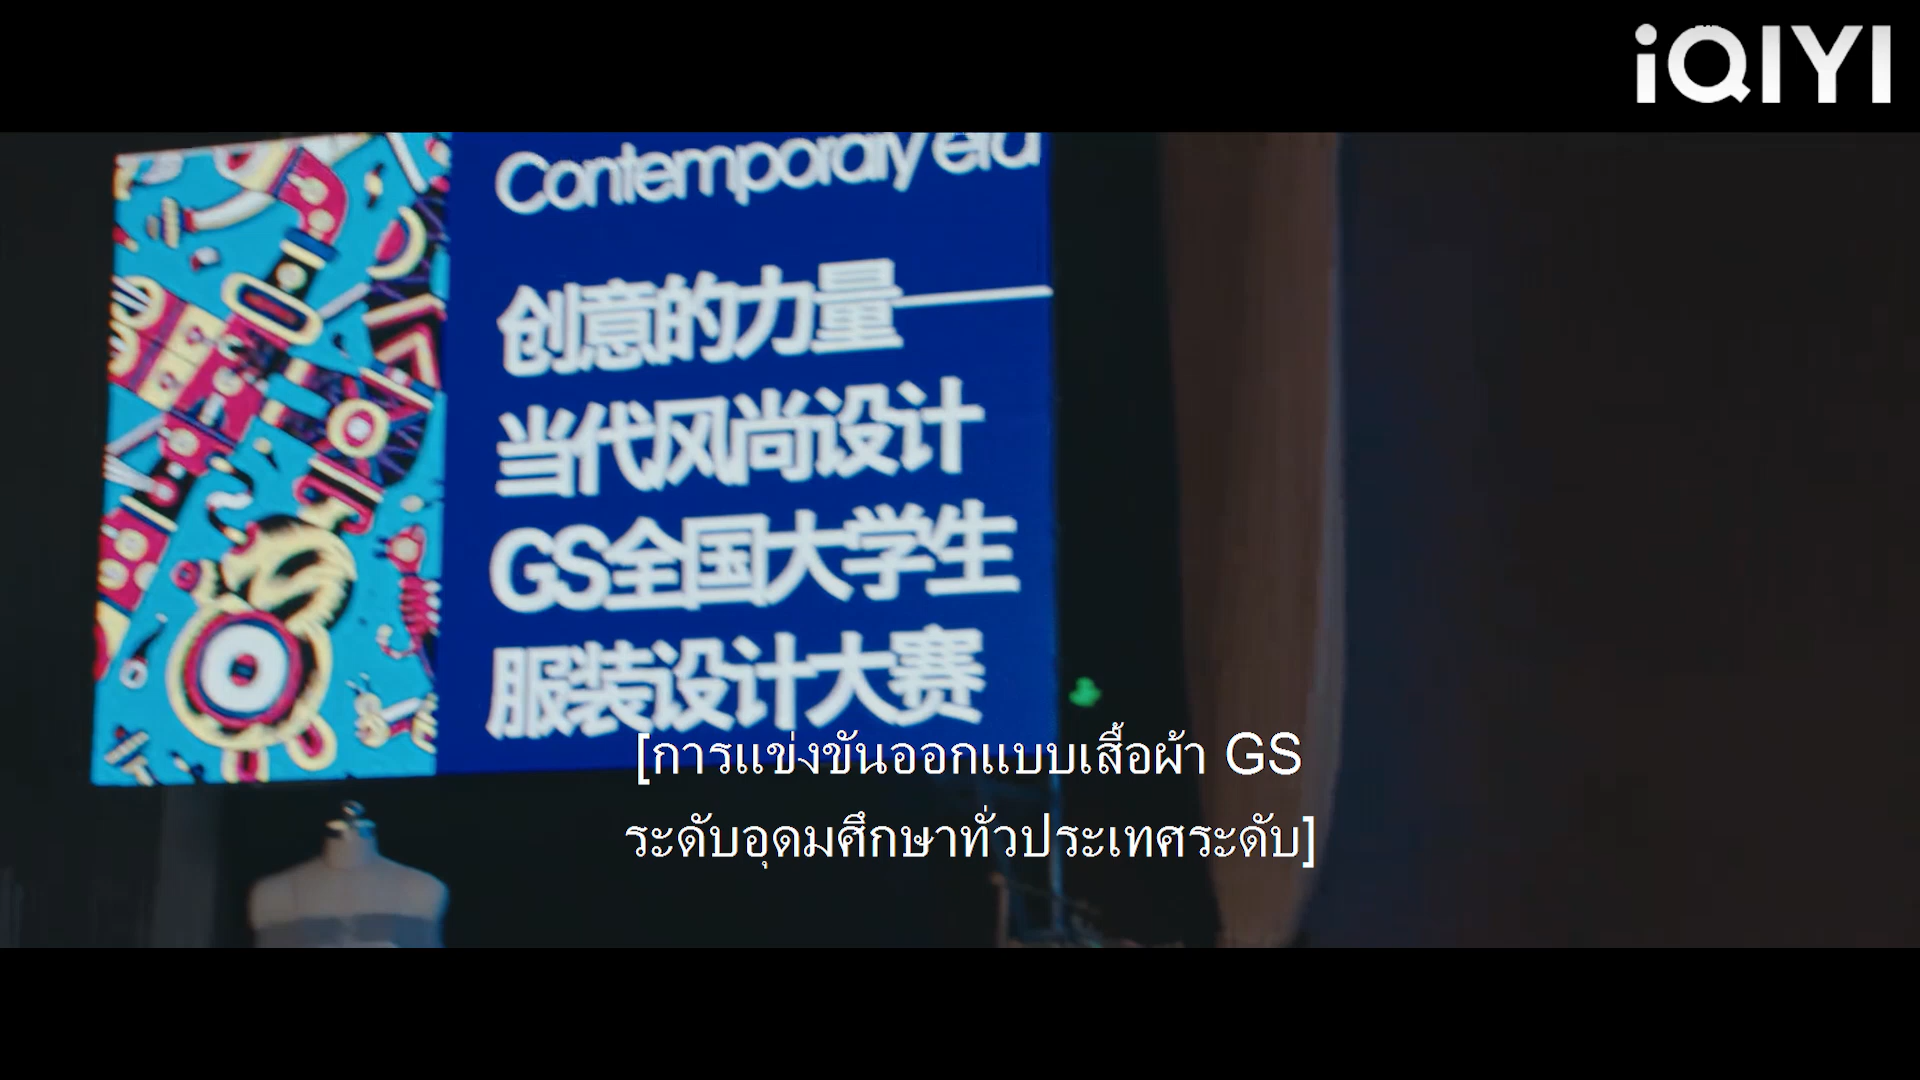 iQIYI
Contemporary era
创意的力量——
当代风尚设计
GS全国大学生
服装设计大赛
[การแข่งขันออกแบบเสื้อผ้า GS
ระดับอุดมศึกษาทั่วประเทศระดับ]